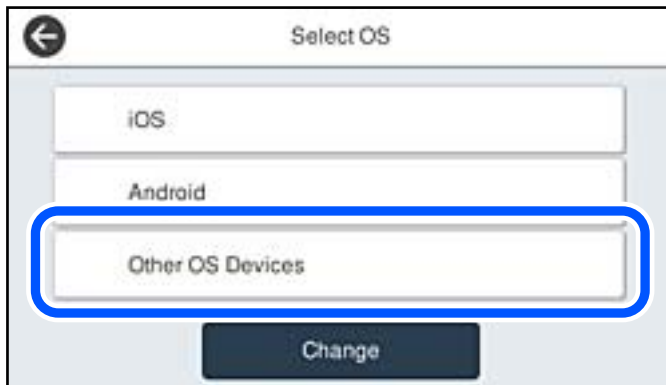 Select OS
iOS
Android
Other OS Devices
Change